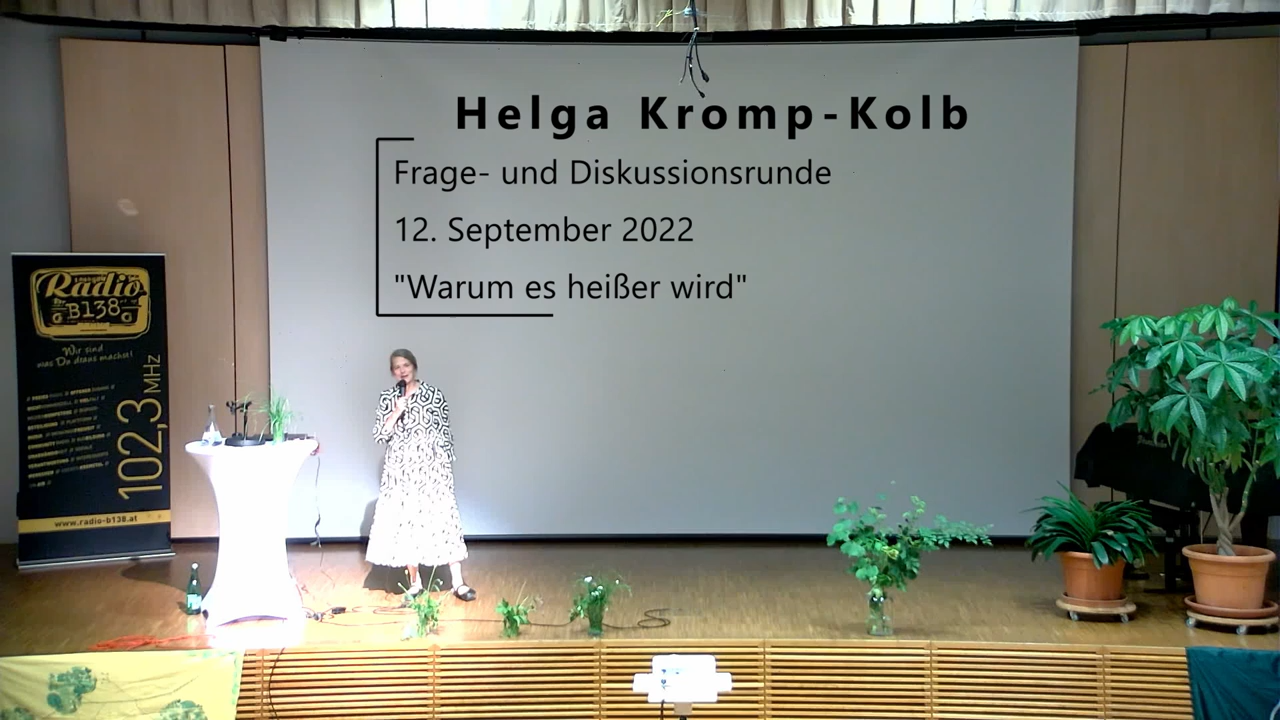 Helga Kromp-Kolb
Frage- und Diskussionsrunde
12. September 2022
"Warum es heißer wird"
Radio
B138
Wir sind
was Du draus machst!
102,3 MHz
www.radio-b138.at